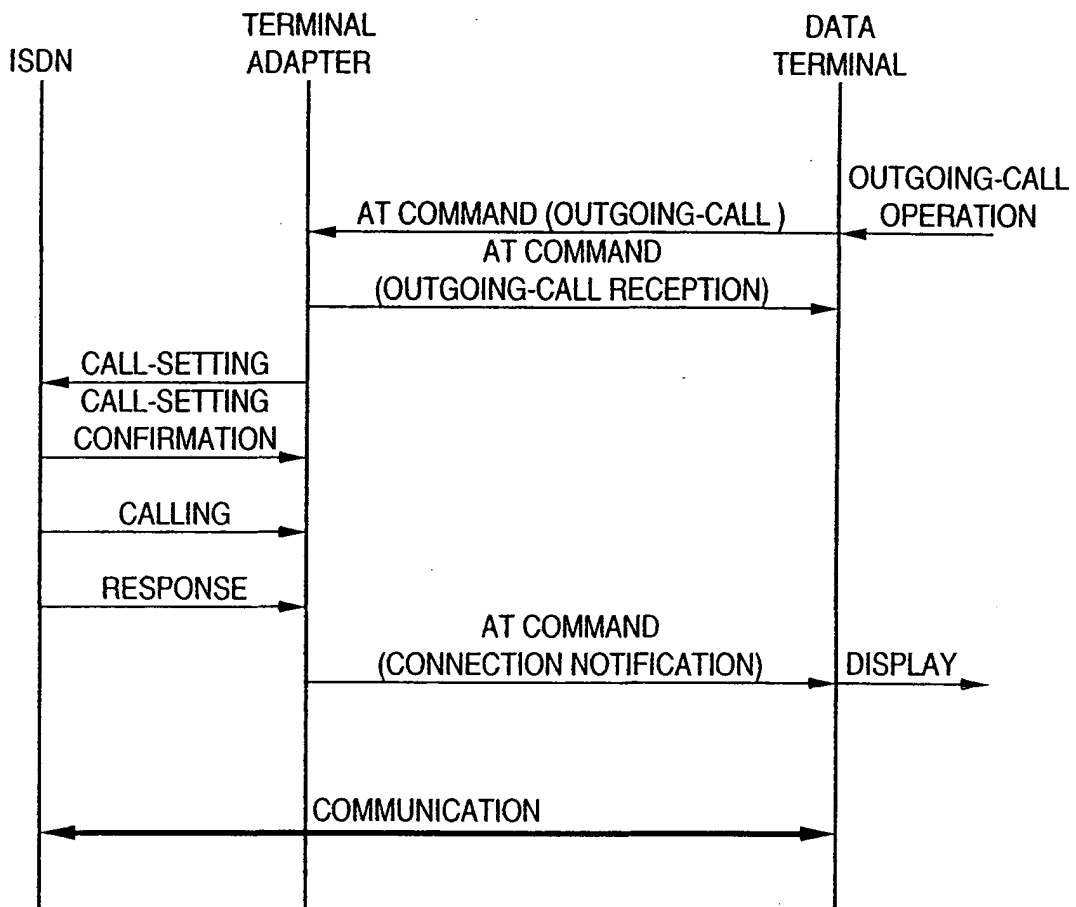 ISDN
TERMINAL
ADAPTER
DATA
TERMINAL
OUTGOING-CALL
OPERATION
AT COMMAND (OUTGOING-CALL )
AT COMMAND
(OUTGOING-CALL RECEPTION)
CALL-SETTING
CALL-SETTING
CONFIRMATION
CALLING
RESPONSE
AT COMMAND
(CONNECTION NOTIFICATION)
DISPLAY
COMMUNICATION